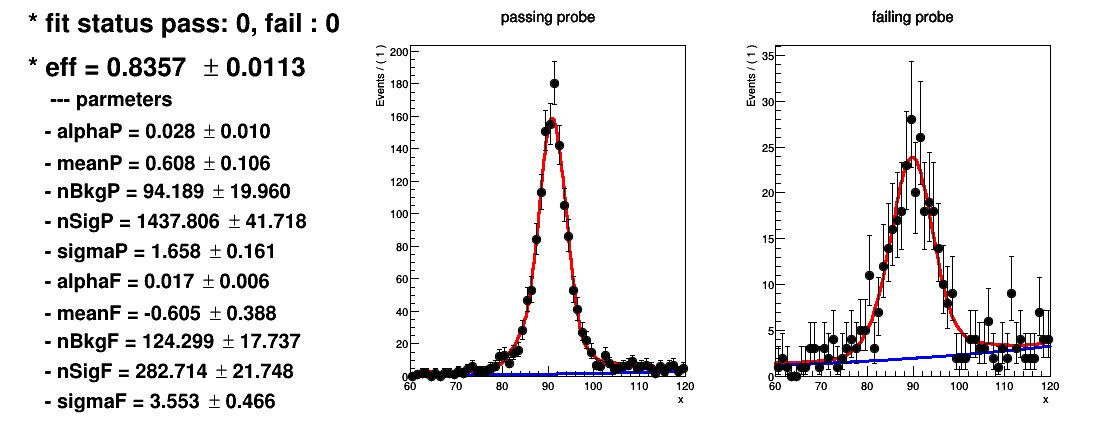 * fit status pass: 0, fail : 0
* eff = 0.8357 ± 0.0113
--- parmeters
- alphaP = 0.028 ± 0.010
- meanP = 0.608 ± 0.106
- nBkgP = 94.189 ± 19.960
- nSigP = 1437.806 ± 41.718
- sigmaP = 1.658 ± 0.161
- alphaF = 0.017 ± 0.006
- meanF = -0.605 ± 0.388
- nBkgF = 124.299 ± 17.737
- nSigF = 282.714 ± 21.748
- sigmaF = 3.553 ± 0.466
passing probe
Events / ( 1 )
200
180
160
140
120
100
80
60
40
20
0
60 70 80 90 100 110 120
x
failing probe
Events / ( 1 )
35
30
25
20
15
10
5
0
60 70 80 90 100 110 120
x